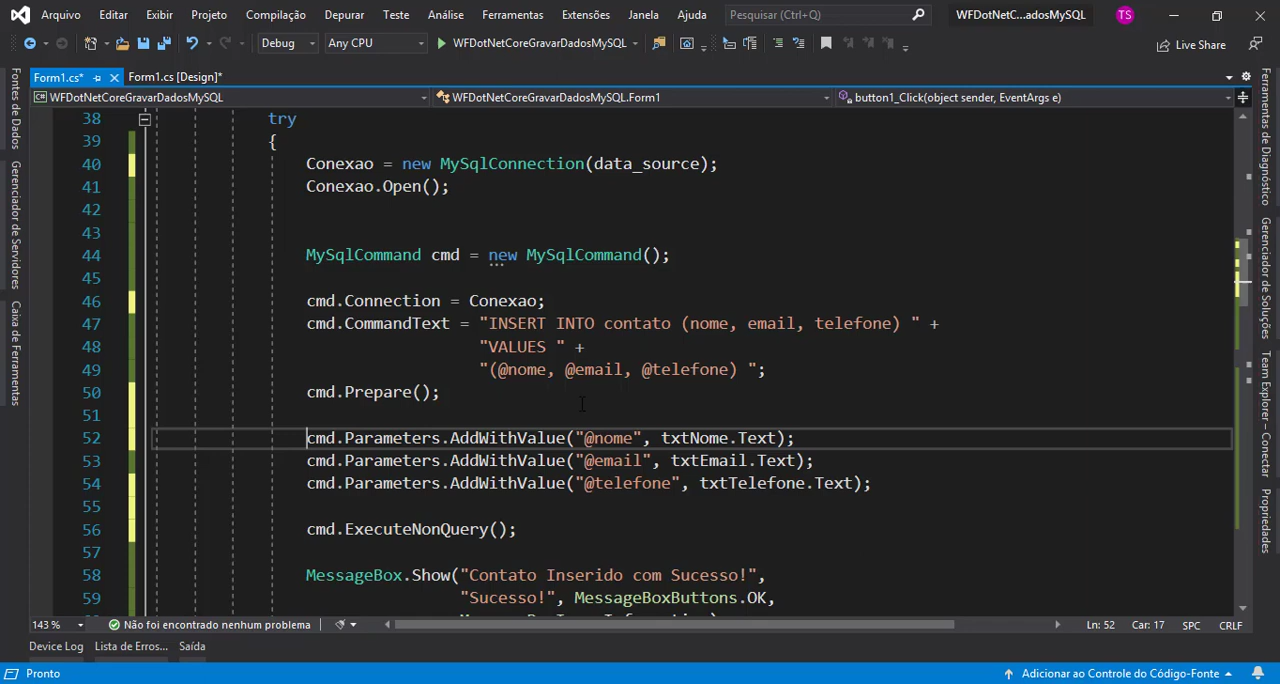 Arquivo Editar Exibir Projeto Compilação Depurar Teste Análise Ferramentas Extensões Janela Ajuda Pesquisar (Ctrl+Q) WFDotNetC...adosMySQL TS
Debug Any CPU WFDotNetCoreGravarDadosMySQL Live Share
Form1.cs* Form1.cs [Design]*
WFDotNetCoreGravarDadosMySQL WFDotNetCoreGravarDadosMySQL.Form1 button1_Click(object sender, EventArgs e)
Fontes de Dados
Gerenciador de Servidores
Caixa de Ferramentas
38 try
39 {
40 Conexao = new MySqlConnection(data_source);
41 Conexao.Open();
42
43
44 MySqlCommand cmd = new MySqlCommand();
45
46 cmd.Connection = Conexao;
47 cmd.CommandText = "INSERT INTO contato (nome, email, telefone) " +
48 "VALUES " +
49 "(@nome, @email, @telefone) ";
50 cmd.Prepare();
51
52 cmd.Parameters.AddWithValue("@nome", txtNome.Text);
53 cmd.Parameters.AddWithValue("@email", txtEmail.Text);
54 cmd.Parameters.AddWithValue("@telefone", txtTelefone.Text);
55
56 cmd.ExecuteNonQuery();
57
58 MessageBox.Show("Contato Inserido com Sucesso!",
59 "Sucesso!", MessageBoxButtons.OK,
Ferramentas de Diagnóstico
Gerenciador de Soluções
Team Explorer – Conectar
Propriedades
143 % Não foi encontrado nenhum problema Ln: 52 Car: 17 SPC CRLF
Device Log Lista de Erros... Saída
Pronto Adicionar ao Controle do Código-Fonte